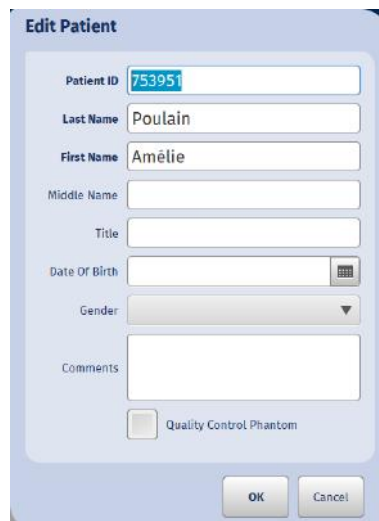 Edit Patient
Patient ID 753951
Last Name Poulain
First Name Amélie
Middle Name
Title
Date Of Birth
Gender
Comments
Quality Control Phantom
OK Cancel